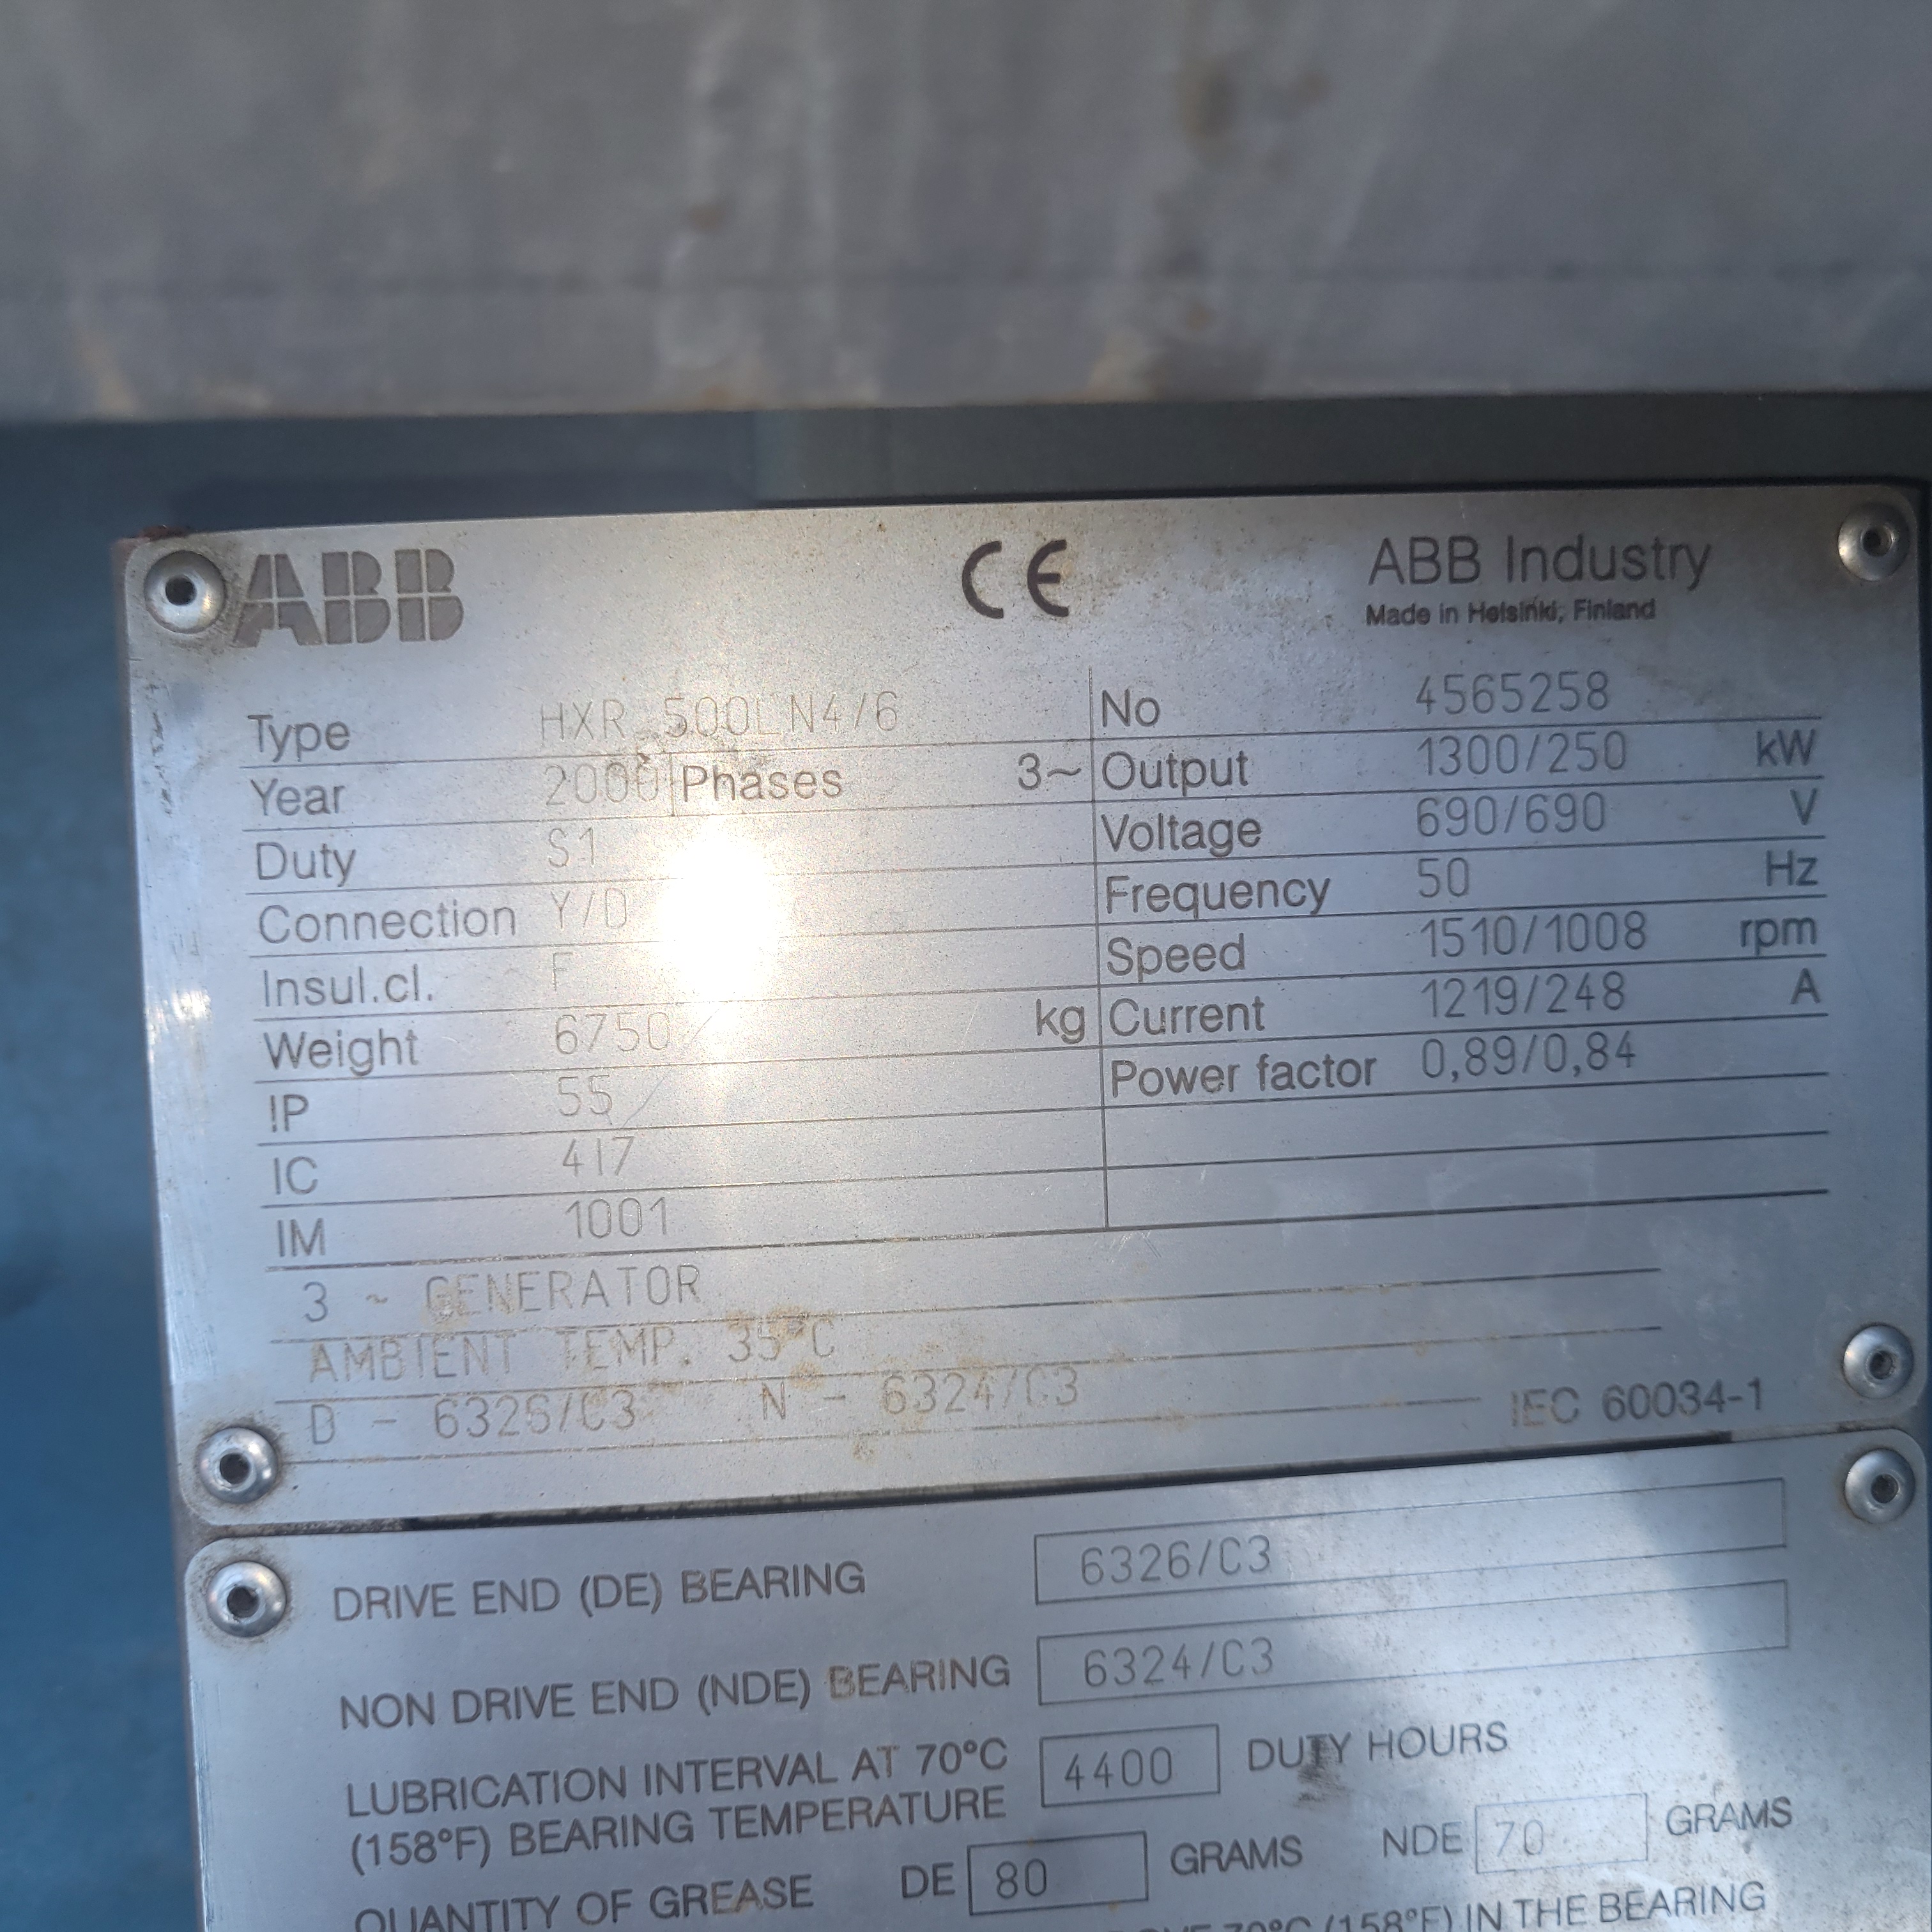 ABB CE ABB Industry
Made in Helsinki, Finland
Type HXR 500LN4/6 No 4565258
Year 2000 Phases 3~ Output 1300/250 kW
Duty S1 Voltage 690/690 V
Connection Y/D Frequency 50 Hz
Insul.cl. F Speed 1510/1008 rpm
Weight 6750 kg Current 1219/248 A
IP 55 Power factor 0,89/0,84
IC 417
IM 1001
3 ~ GENERATOR
AMBIENT TEMP. 35°C
D - 6326/C3 N - 6324/C3 IEC 60034-1
DRIVE END (DE) BEARING 6326/C3
NON DRIVE END (NDE) BEARING 6324/C3
LUBRICATION INTERVAL AT 70°C 4400 DUTY HOURS
(158°F) BEARING TEMPERATURE
QUANTITY OF GREASE DE 80 GRAMS NDE 70 GRAMS
70°C (158°F) IN THE BEARING